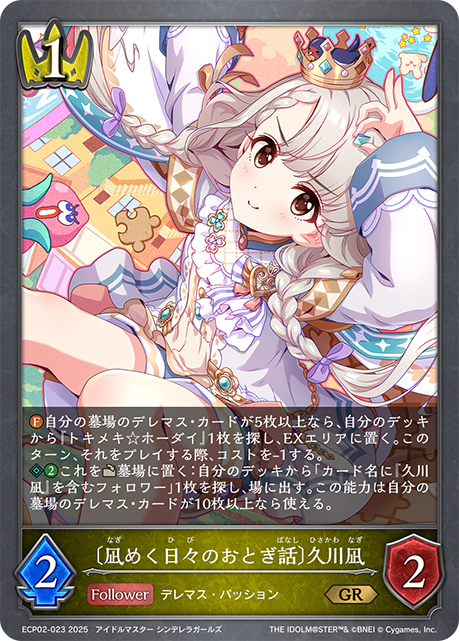 1
Ⓕ自分の墓場のデレマス・カードが5枚以上なら、自分のデッキ
から『トキメキ☆ホーダイ』1枚を探し、EXエリアに置く。この
ターン、それをプレイする際、コストを-1する。
2これを墓場に置く：自分のデッキから「カード名に『久川
凪』を含むフォロワー」1枚を探し、場に出す。この能力は自分の
墓場のデレマス・カードが10枚以上なら使える。
なぎ ひび ばなし ひさかわ なぎ
〔凪めく日々のおとぎ話〕久川凪
2
Follower デレマス・パッション
GR
2
ECP02-023 2025 アイドルマスター シンデレラガールズ THE IDOLM@STER™& ©BNEI © Cygames, Inc.